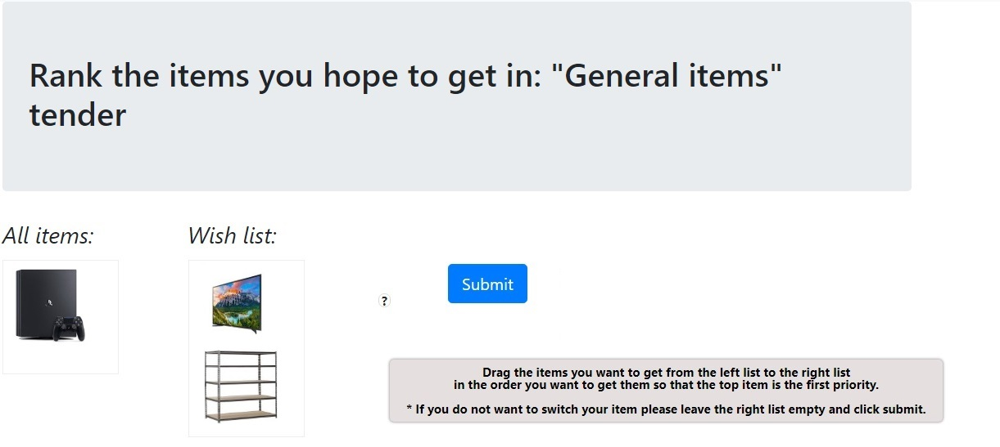 Rank the items you hope to get in: "General items"
tender
All items:
Wish list:
Submit
?
Drag the items you want to get from the left list to the right list
in the order you want to get them so that the top item is the first priority.
* If you do not want to switch your item please leave the right list empty and click submit.